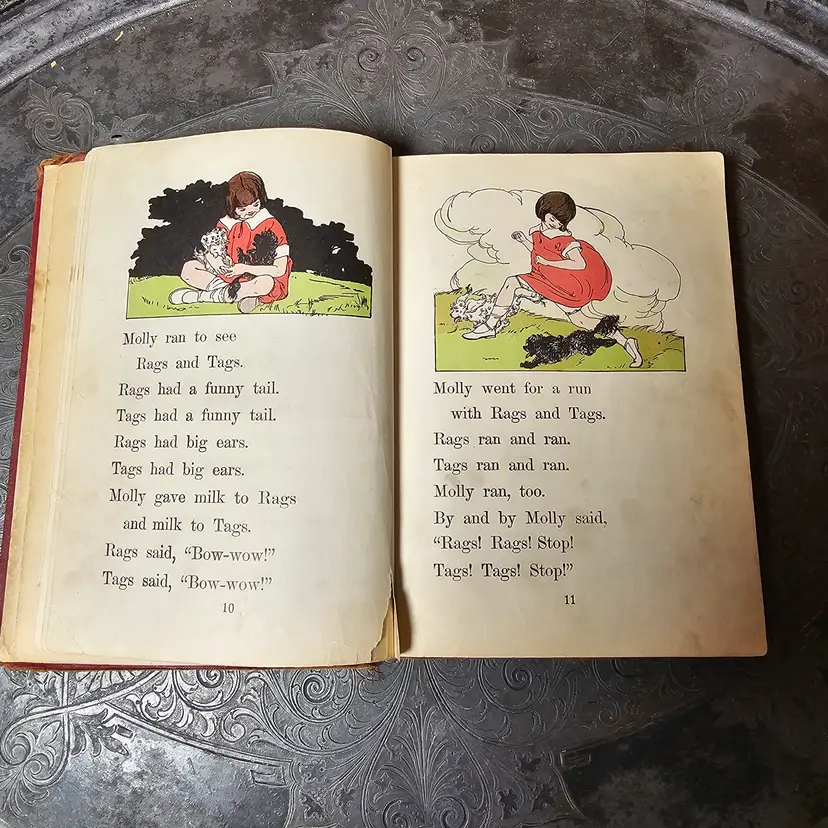 Molly ran to see
Rags and Tags.
Rags had a funny tail.
Tags had a funny tail.
Rags had big ears.
Tags had big ears.
Molly gave milk to Rags
and milk to Tags.
Rags said, “Bow-wow!”
Tags said, “Bow-wow!”
10
Molly went for a run
with Rags and Tags.
Rags ran and ran.
Tags ran and ran.
Molly ran, too.
By and by Molly said,
“Rags! Rags! Stop!
Tags! Tags! Stop!”
11